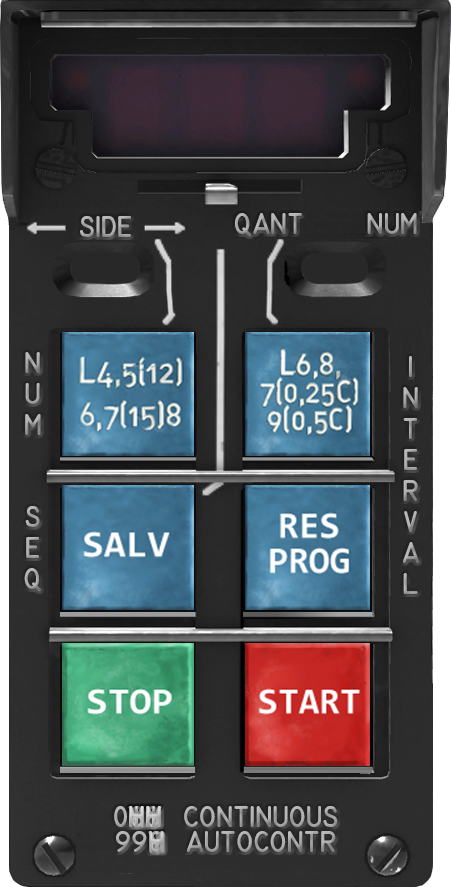 SIDE QANT NUM
NUM
L4,5(12)
6,7(15)8
L6,8,
7(0,25C)
9(0,5C)
INTERVAL
SEQ
SALV
RES
PROG
STOP
START
CONTINUOUS
AUTOCONTR